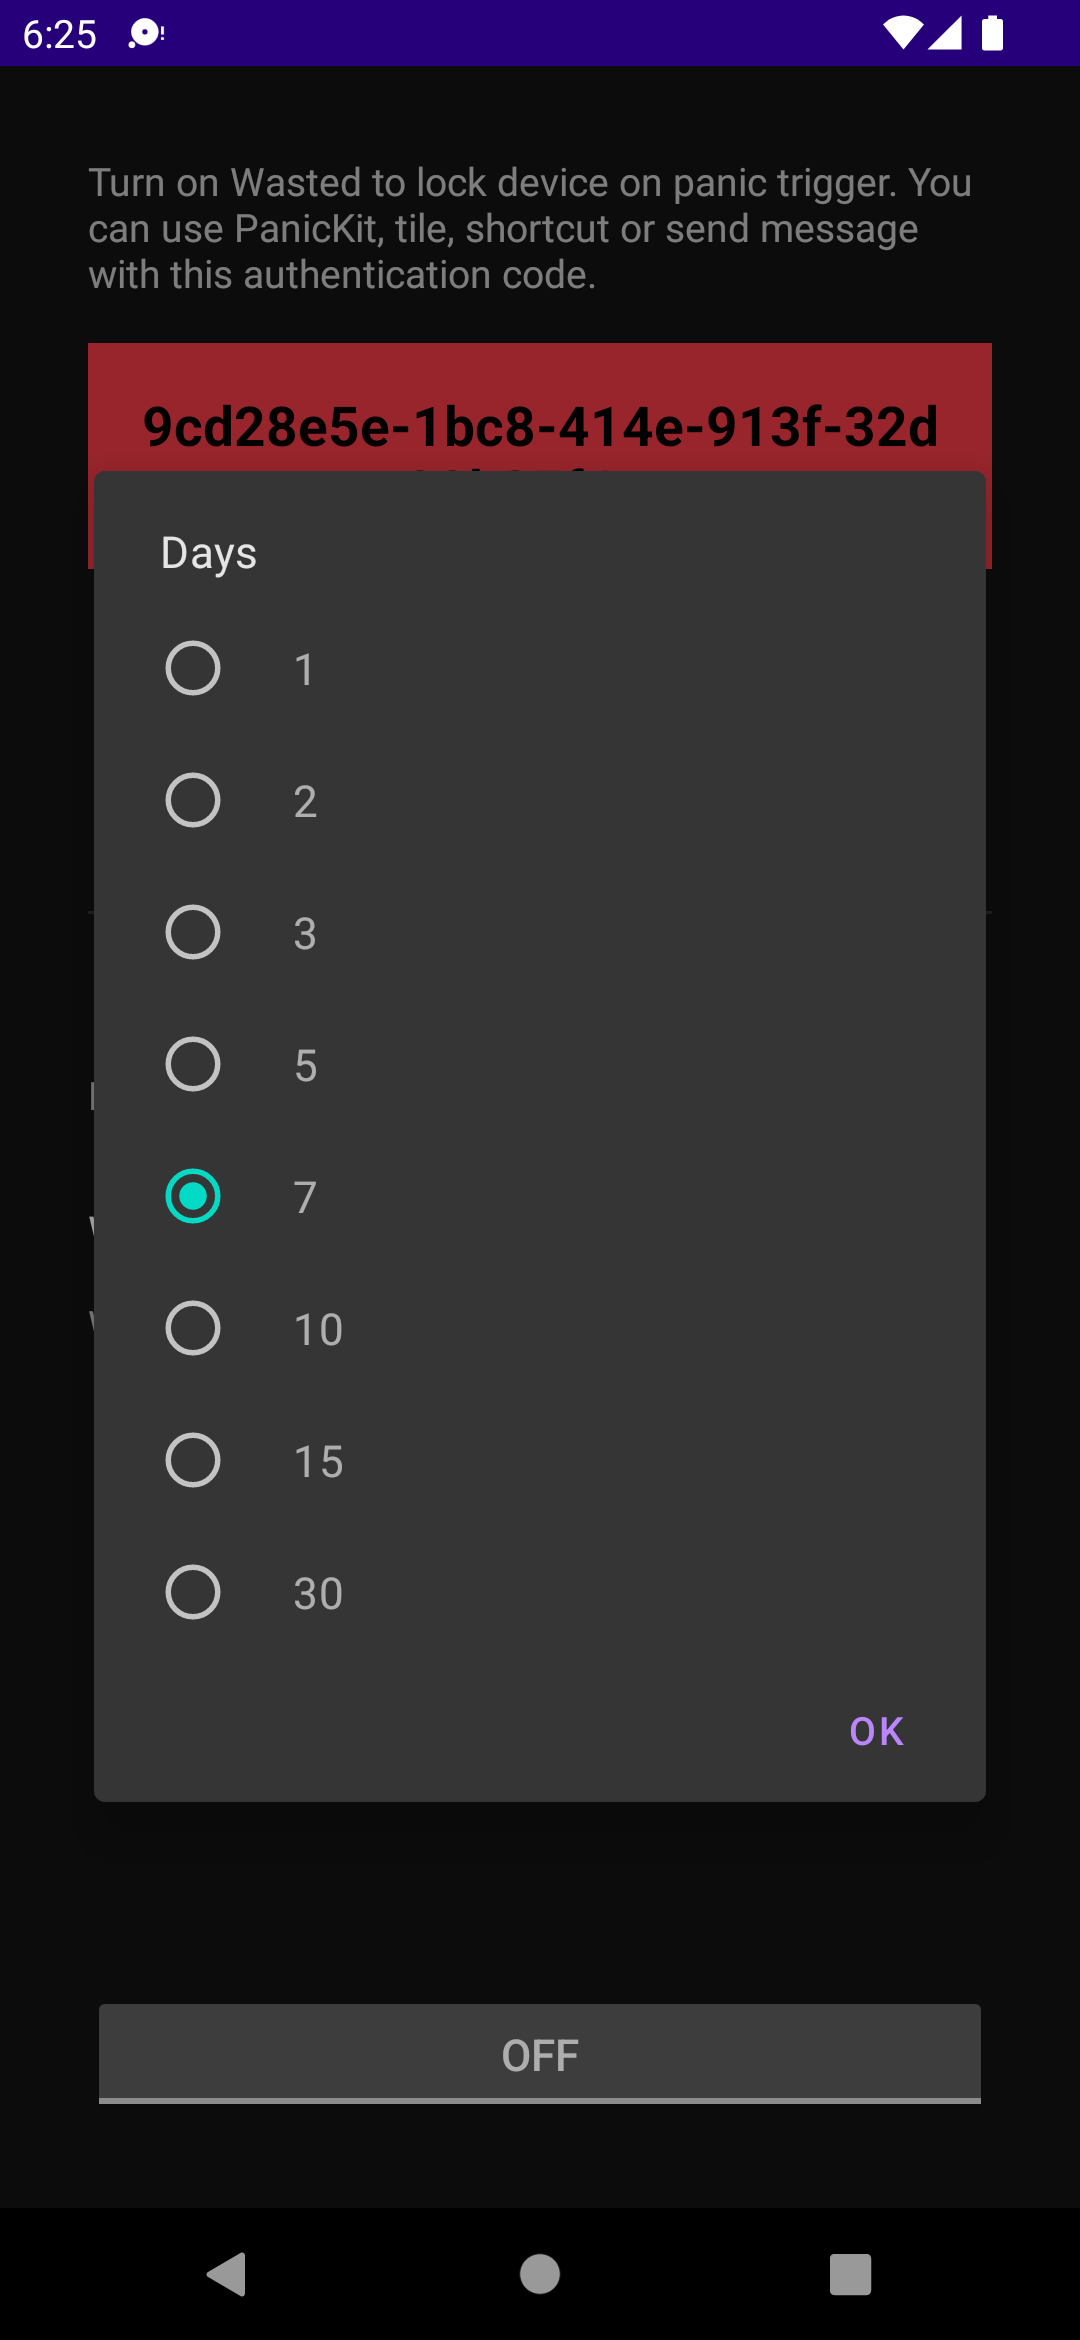 6:25
Turn on Wasted to lock device on panic trigger. You
can use PanicKit, tile, shortcut or send message
with this authentication code.
9cd28e5e-1bc8-414e-913f-32d
Days
1
2
3
5
7
10
15
30
OK
OFF